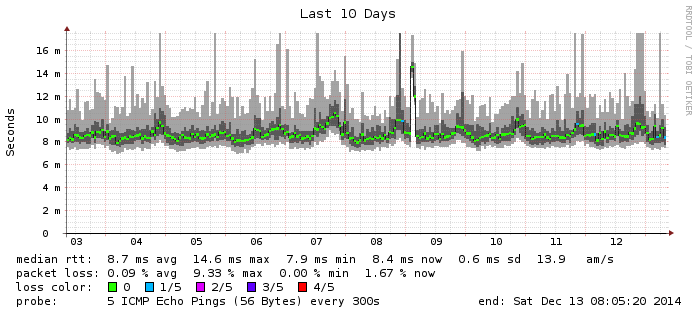 Last 10 Days
RRDTOOL / TOBI OETIKER
Seconds
16 m
14 m
12 m
10 m
8 m
6 m
4 m
2 m
0
03 04 05 06 07 08 09 10 11 12
median rtt: 8.7 ms avg 14.6 ms max 7.9 ms min 8.4 ms now 0.6 ms sd 13.9 am/s
packet loss: 0.09 % avg 9.33 % max 0.00 % min 1.67 % now
loss color: 0 1/5 2/5 3/5 4/5
probe: 5 ICMP Echo Pings (56 Bytes) every 300s end: Sat Dec 13 08:05:20 2014